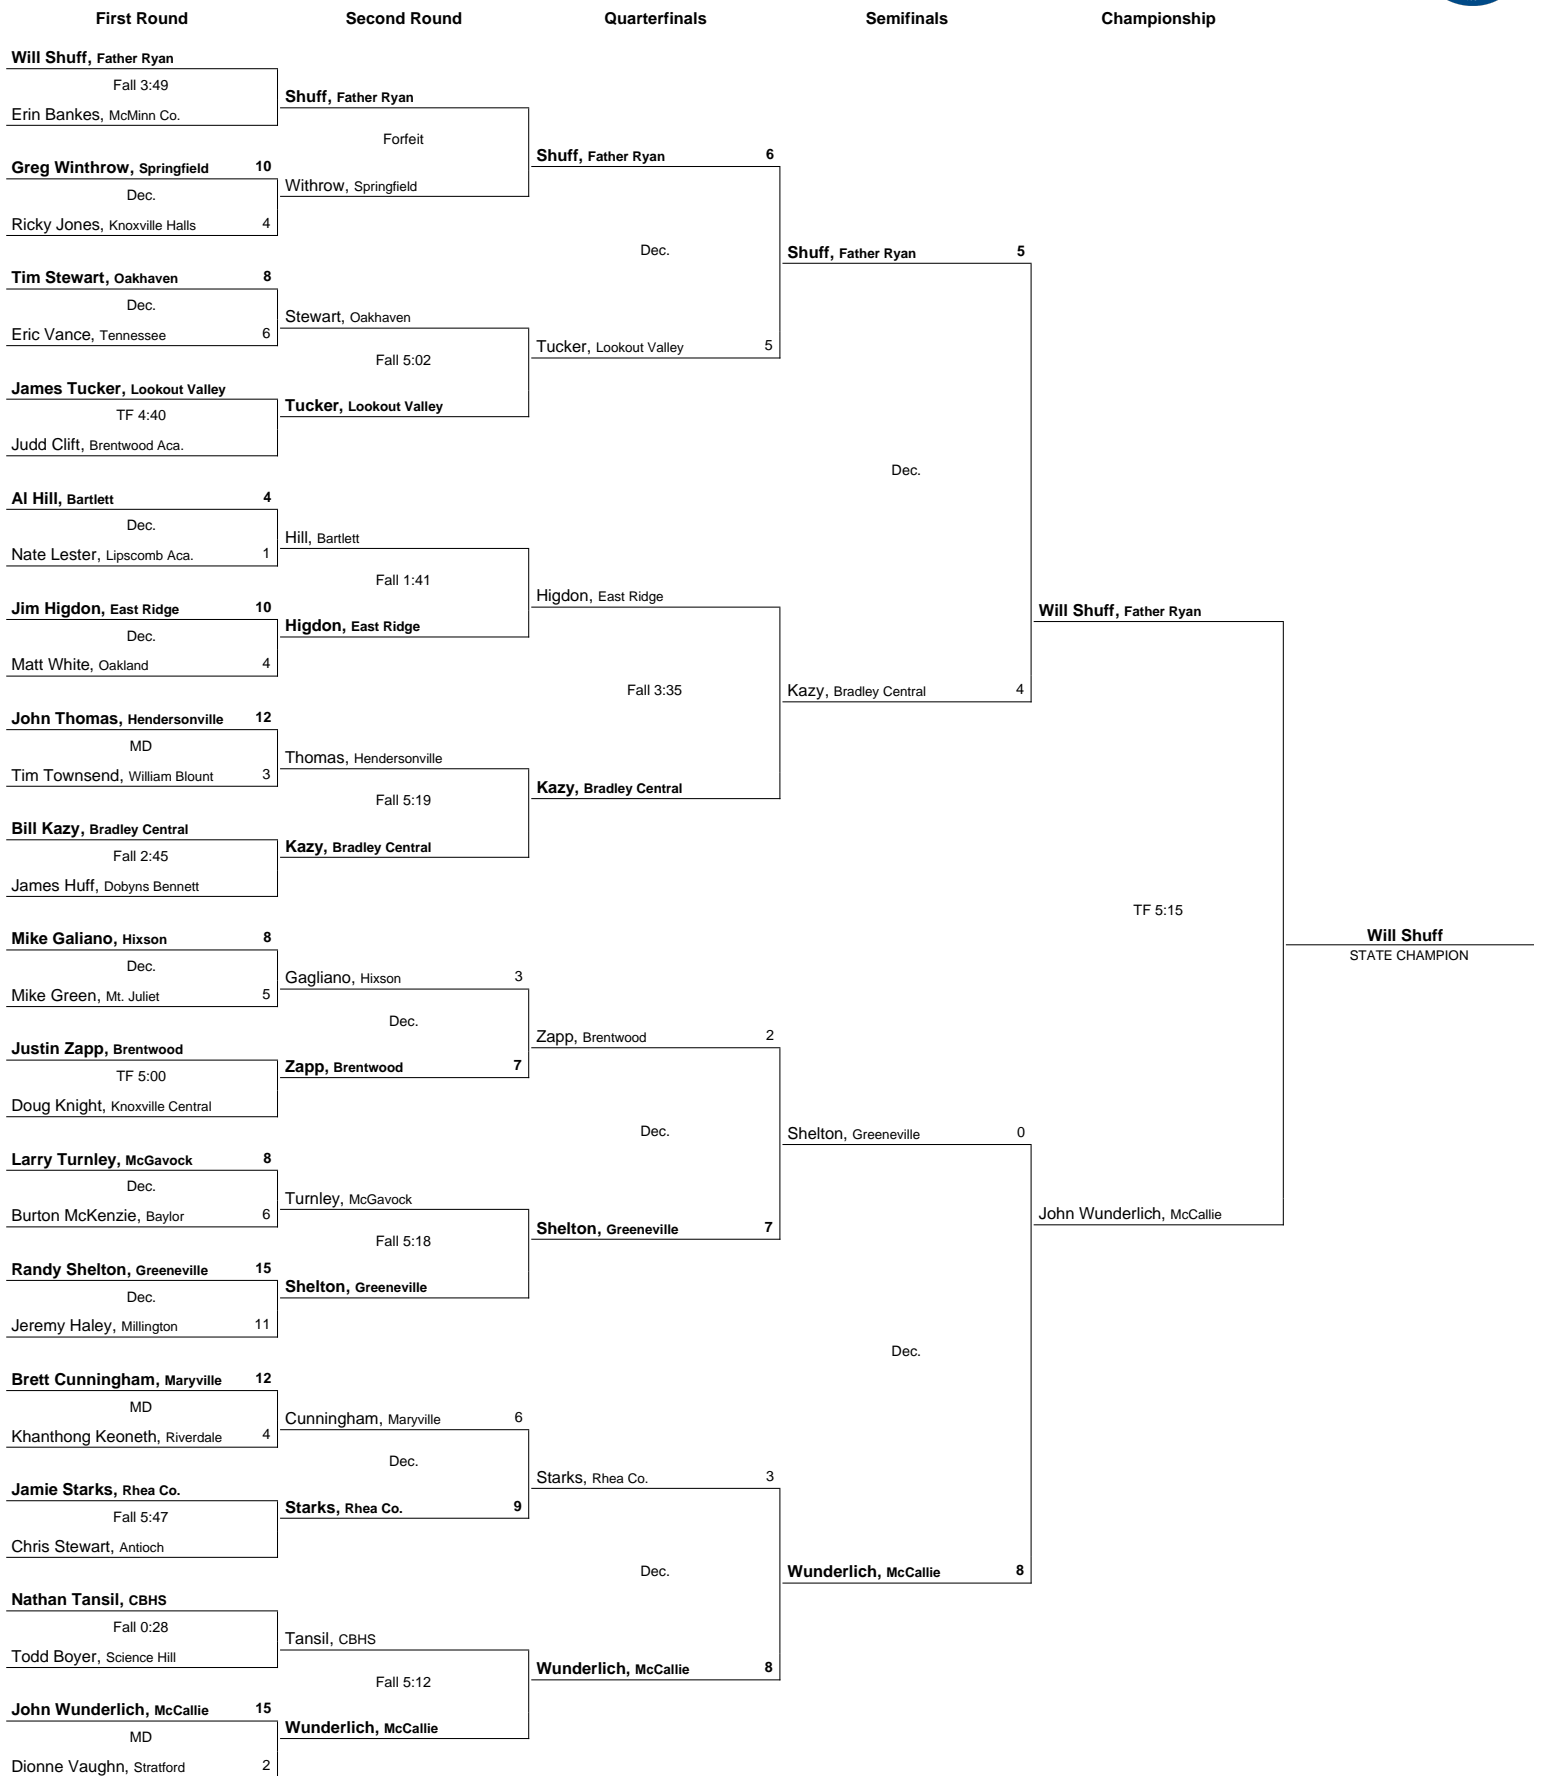 First Round
Second Round
Quarterfinals
Semifinals
Championship
Will Shuff, Father Ryan
Fall 3:49
Erin Bankes, McMinn Co.
Greg Winthrow, Springfield 10
Dec.
Ricky Jones, Knoxville Halls 4
Tim Stewart, Oakhaven 8
Dec.
Eric Vance, Tennessee 6
James Tucker, Lookout Valley
TF 4:40
Judd Clift, Brentwood Aca.
Al Hill, Bartlett 4
Dec.
Nate Lester, Lipscomb Aca. 1
Jim Higdon, East Ridge 10
Dec.
Matt White, Oakland 4
John Thomas, Hendersonville 12
MD
Tim Townsend, William Blount 3
Bill Kazy, Bradley Central
Fall 2:45
James Huff, Dobyns Bennett
Mike Galiano, Hixson 8
Dec.
Mike Green, Mt. Juliet 5
Justin Zapp, Brentwood
TF 5:00
Doug Knight, Knoxville Central
Larry Turnley, McGavock 8
Dec.
Burton McKenzie, Baylor 6
Randy Shelton, Greeneville 15
Dec.
Jeremy Haley, Millington 11
Brett Cunningham, Maryville 12
MD
Khanthong Keoneth, Riverdale 4
Jamie Starks, Rhea Co.
Fall 5:47
Chris Stewart, Antioch
Nathan Tansil, CBHS
Fall 0:28
Todd Boyer, Science Hill
John Wunderlich, McCallie 15
MD
Dionne Vaughn, Stratford 2
Shuff, Father Ryan
Forfeit
Withrow, Springfield
Stewart, Oakhaven
Fall 5:02
Tucker, Lookout Valley
Hill, Bartlett
Fall 1:41
Higdon, East Ridge
Thomas, Hendersonville
Fall 5:19
Kazy, Bradley Central
Gagliano, Hixson 3
Dec.
Zapp, Brentwood 7
Turnley, McGavock
Fall 5:18
Shelton, Greeneville
Cunningham, Maryville 6
Dec.
Starks, Rhea Co. 9
Tansil, CBHS
Fall 5:12
Wunderlich, McCallie
Shuff, Father Ryan 6
Dec.
Tucker, Lookout Valley 5
Higdon, East Ridge
Fall 3:35
Kazy, Bradley Central
Zapp, Brentwood 2
Dec.
Shelton, Greeneville 7
Starks, Rhea Co. 3
Dec.
Wunderlich, McCallie 8
Shuff, Father Ryan 5
Dec.
Kazy, Bradley Central 4
Shelton, Greeneville 0
Dec.
Wunderlich, McCallie 8
Will Shuff, Father Ryan
TF 5:15
John Wunderlich, McCallie
Will Shuff
STATE CHAMPION